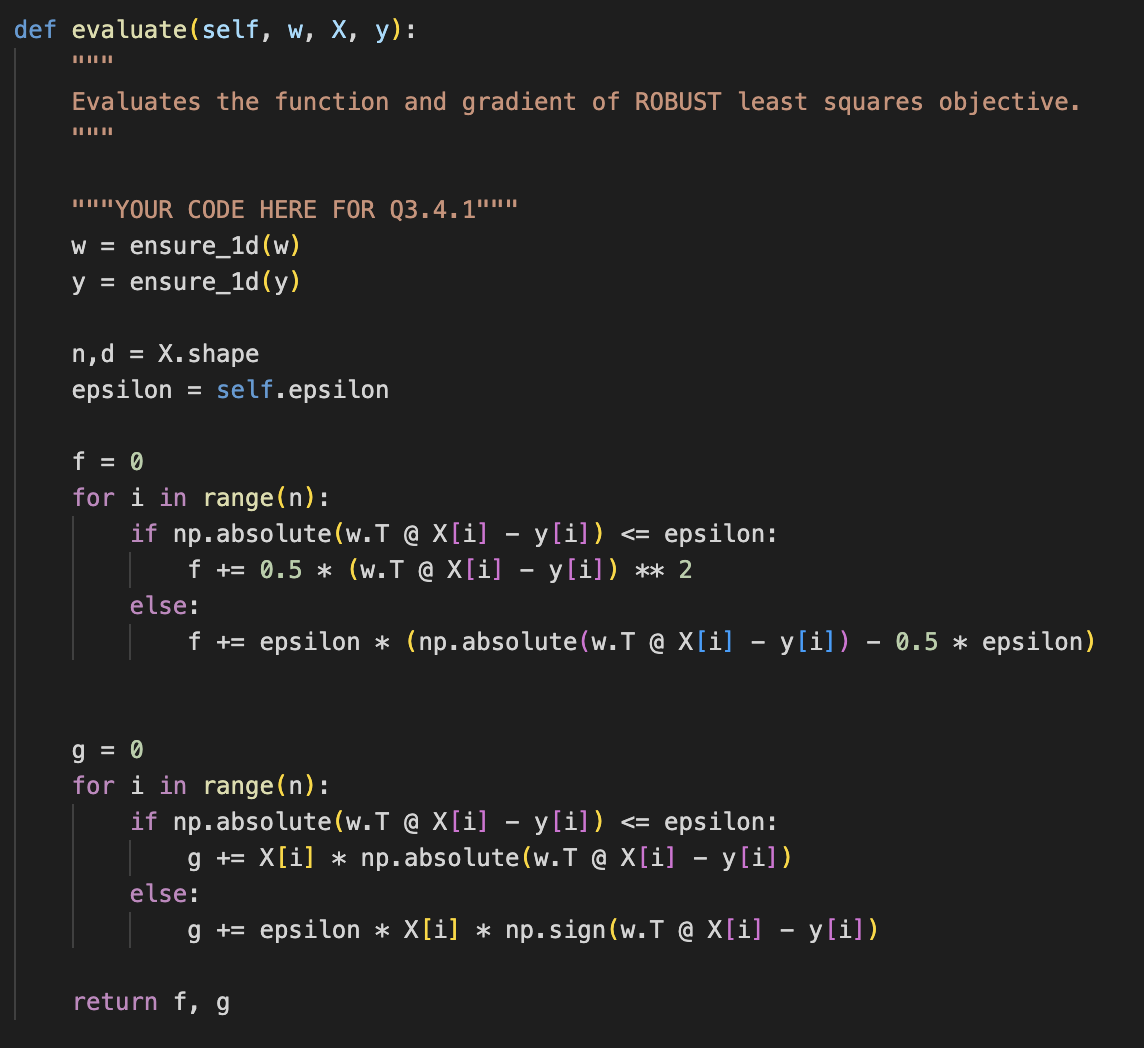 def evaluate(self, w, X, y):
    """
    Evaluates the function and gradient of ROBUST least squares objective.
    """

    """YOUR CODE HERE FOR Q3.4.1"""
    w = ensure_1d(w)
    y = ensure_1d(y)

    n,d = X.shape
    epsilon = self.epsilon

    f = 0
    for i in range(n):
        if np.absolute(w.T @ X[i] - y[i]) <= epsilon:
            f += 0.5 * (w.T @ X[i] - y[i]) ** 2
        else:
            f += epsilon * (np.absolute(w.T @ X[i] - y[i]) - 0.5 * epsilon)


    g = 0
    for i in range(n):
        if np.absolute(w.T @ X[i] - y[i]) <= epsilon:
            g += X[i] * np.absolute(w.T @ X[i] - y[i])
        else:
            g += epsilon * X[i] * np.sign(w.T @ X[i] - y[i])

    return f, g